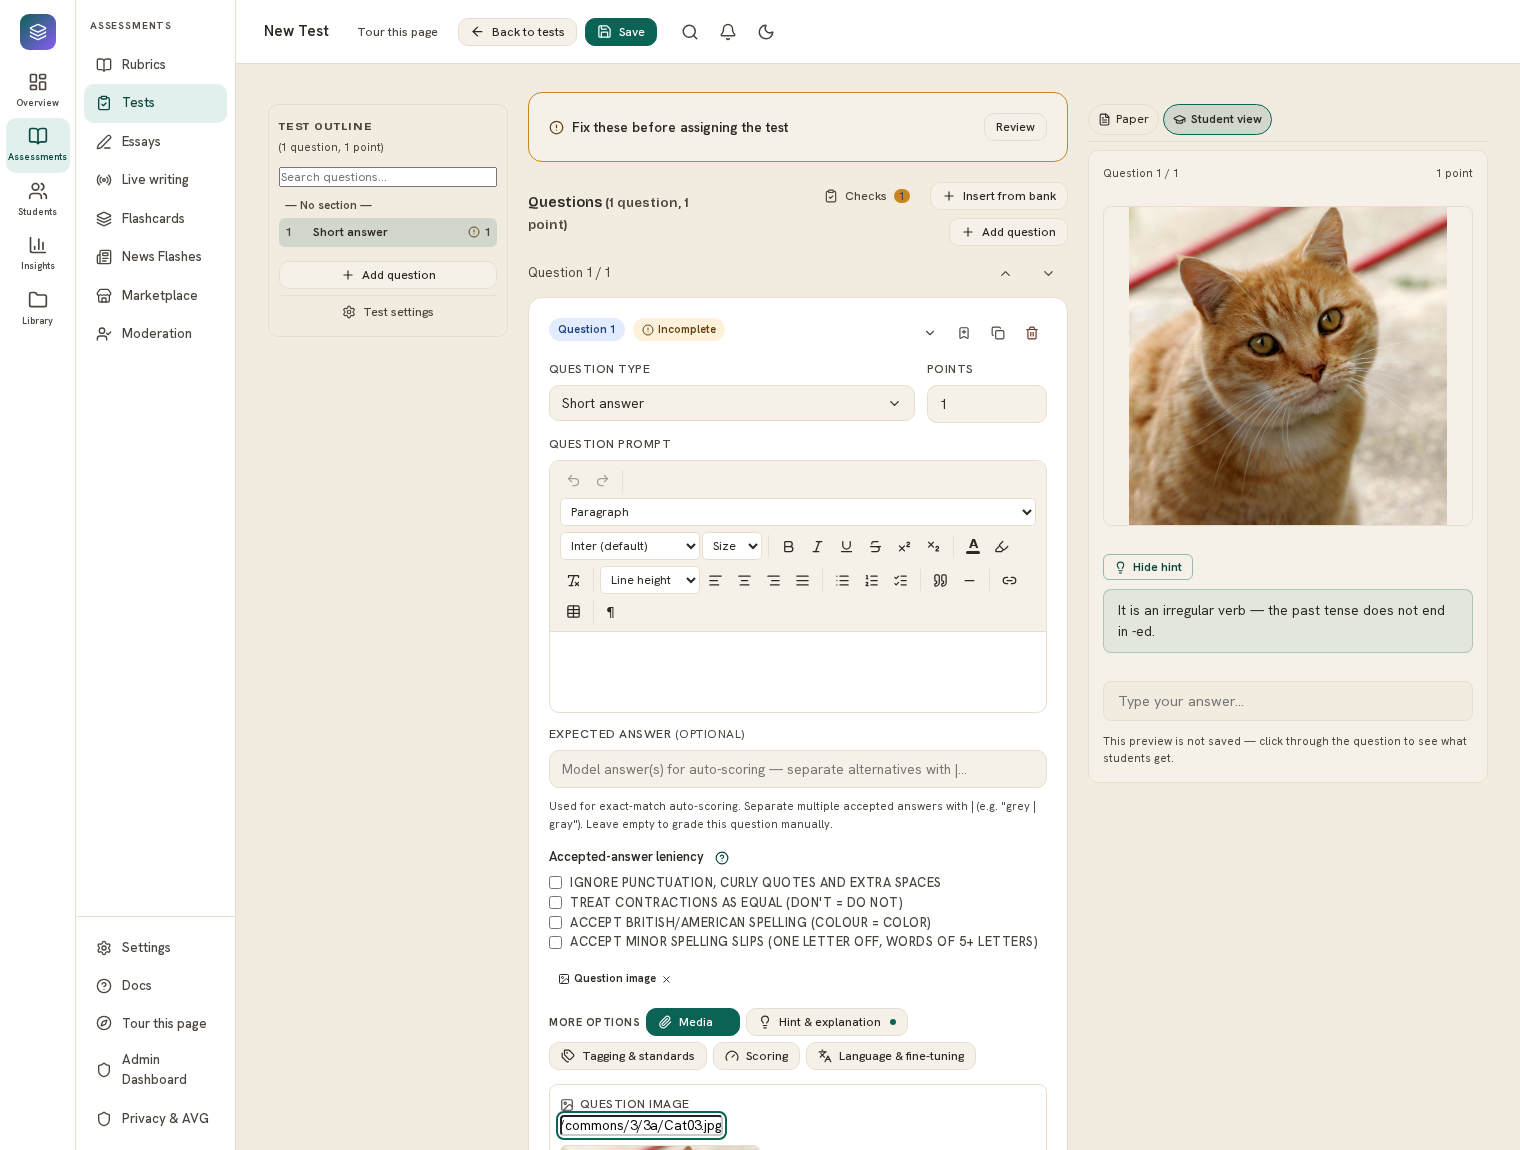 Overview
Assessments
Students
Insights
Library
ASSESSMENTS
Rubrics
Tests
Essays
Live writing
Flashcards
News Flashes
Marketplace
Moderation
Settings
Docs
Tour this page
Admin
Dashboard
Privacy & AVG
New Test
Tour this page
Back to tests
Save
TEST OUTLINE
(1 question, 1 point)
Search questions...
— No section —
1 Short answer 1
Add question
Test settings
Fix these before assigning the test
Review
Questions (1 question, 1
point)
Checks 1
Insert from bank
Add question
Question 1 / 1
Question 1
Incomplete
QUESTION TYPE
POINTS
Short answer
1
QUESTION PROMPT
Paragraph
Inter (default)
Size
B I U S x² x₂ A
Line height
¶
EXPECTED ANSWER (OPTIONAL)
Model answer(s) for auto-scoring — separate alternatives with |...
Used for exact-match auto-scoring. Separate multiple accepted answers with | (e.g. "grey |
gray"). Leave empty to grade this question manually.
Accepted-answer leniency
IGNORE PUNCTUATION, CURLY QUOTES AND EXTRA SPACES
TREAT CONTRACTIONS AS EQUAL (DON'T = DO NOT)
ACCEPT BRITISH/AMERICAN SPELLING (COLOUR = COLOR)
ACCEPT MINOR SPELLING SLIPS (ONE LETTER OFF, WORDS OF 5+ LETTERS)
Question image
MORE OPTIONS
Media
Hint & explanation
Tagging & standards
Scoring
Language & fine-tuning
QUESTION IMAGE
/commons/3/3a/Cat03.jpg
Paper
Student view
Question 1 / 1
1 point
Hide hint
It is an irregular verb — the past tense does not end
in -ed.
Type your answer...
This preview is not saved — click through the question to see what
students get.